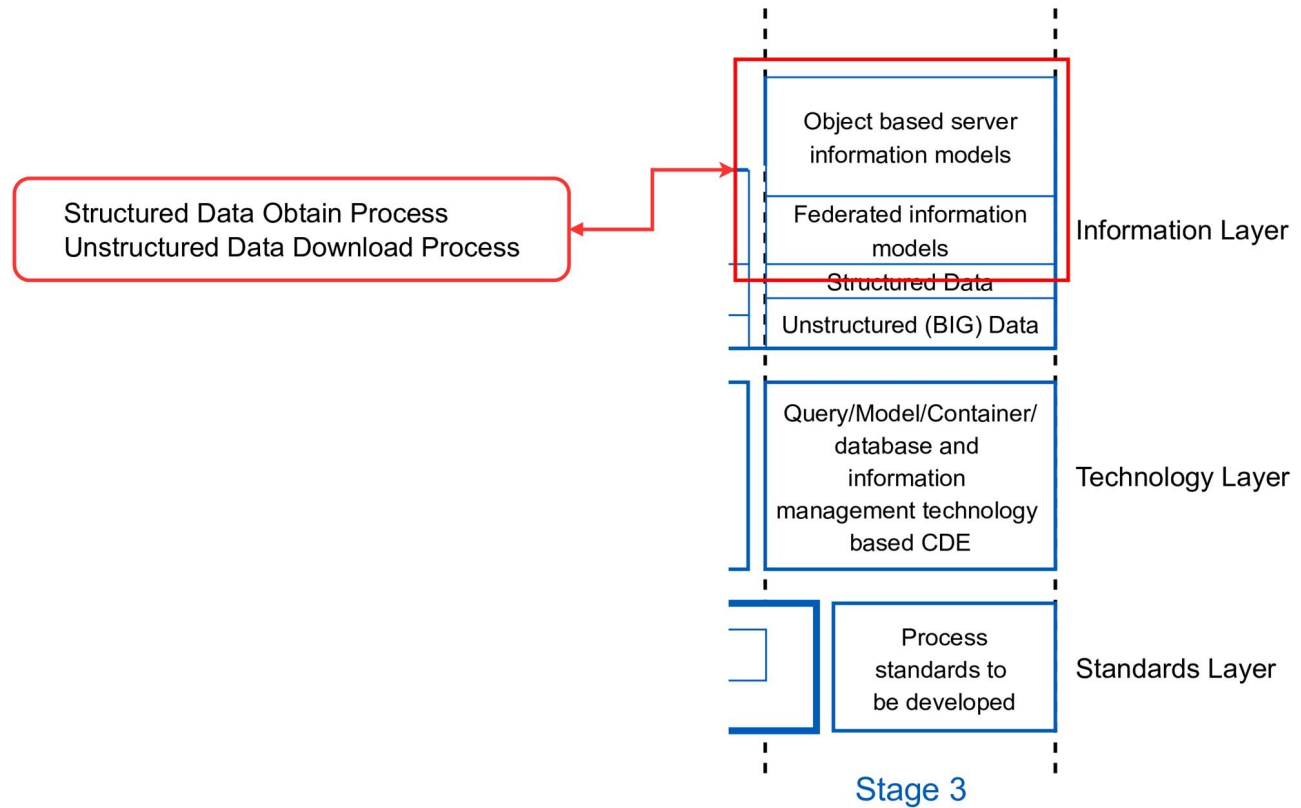 Object based server
information models
Structured Data Obtain Process
Unstructured Data Download Process
Federated information
models
Information Layer
Structured Data
Unstructured (BIG) Data
Query/Model/Container/
database and
information
management technology
based CDE
Technology Layer
Process
standards to
be developed
Standards Layer
Stage 3